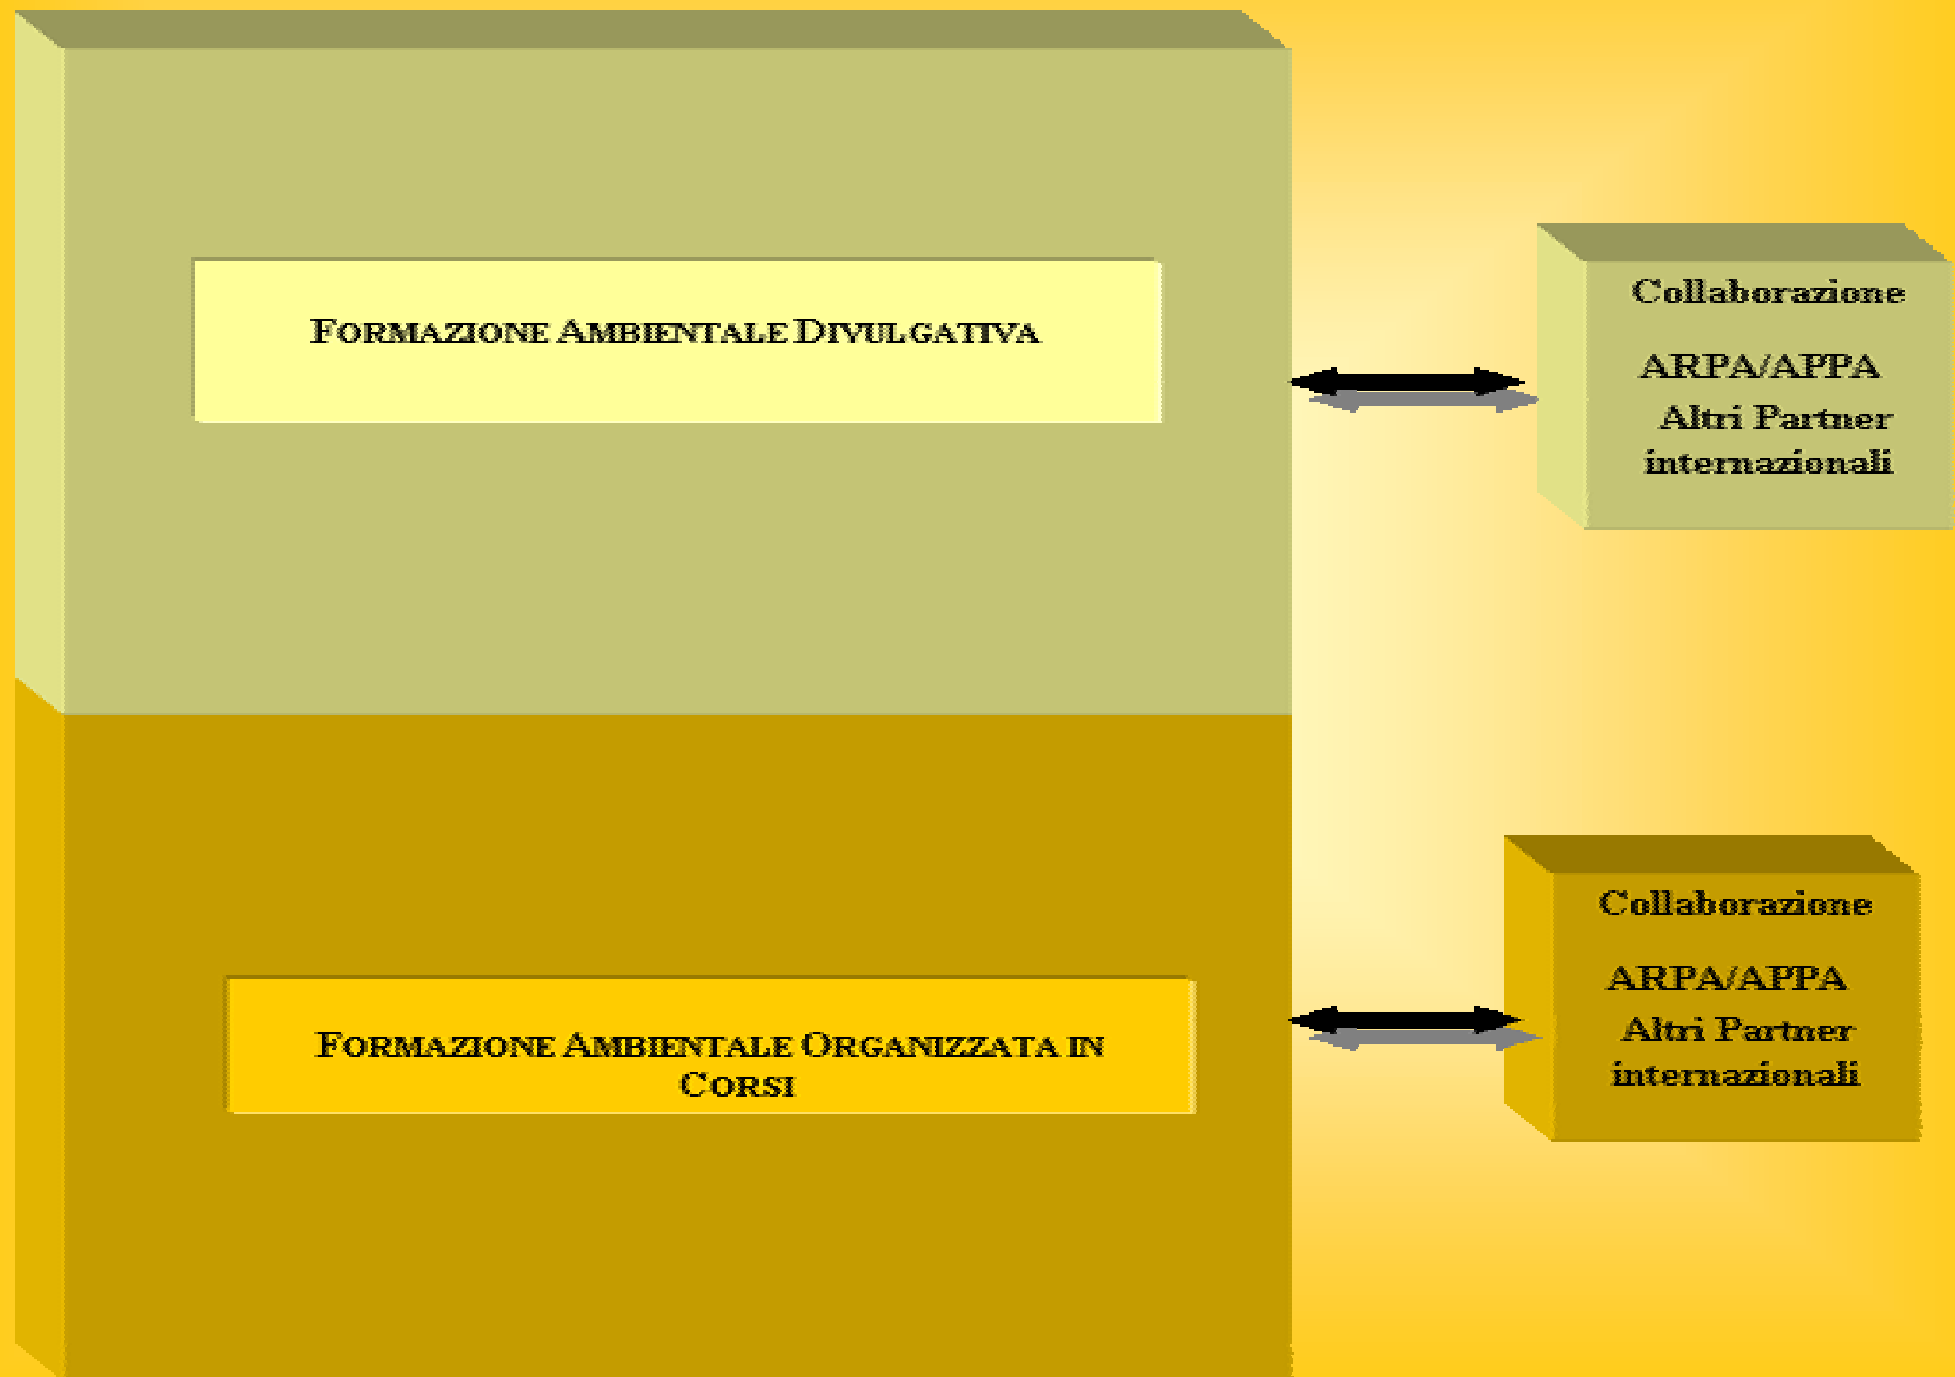 FORMAZIONE AMBIENTALE DIVULGATIVA
Collaborazione
ARPA/APPA
Altri Partner
internazionali
FORMAZIONE AMBIENTALE ORGANIZZATA IN
CORSI
Collaborazione
ARPA/APPA
Altri Partner
internazionali